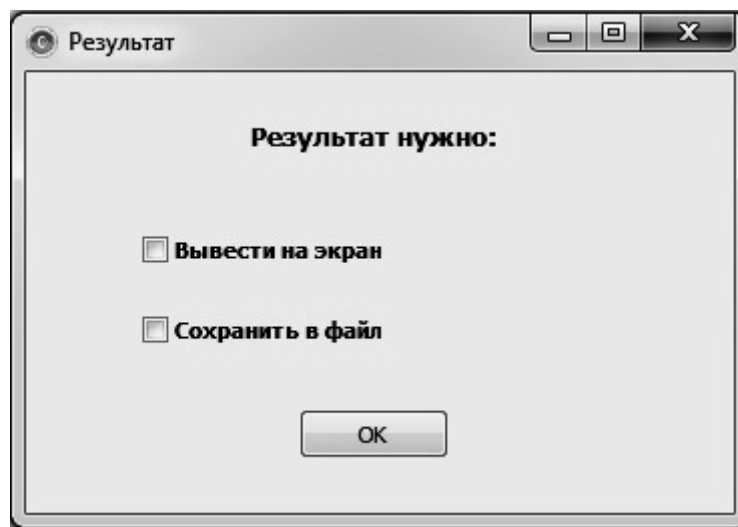 Результат
Результат нужно:
Вывести на экран
Сохранить в файл
OK